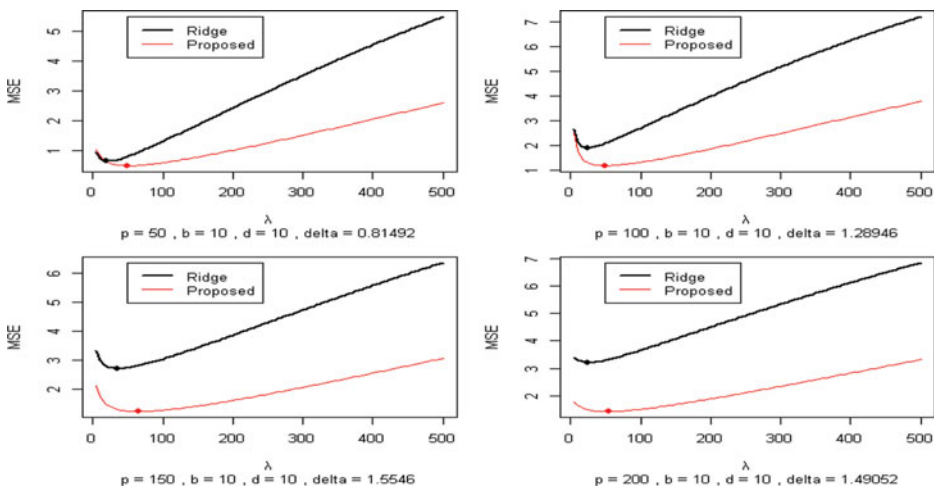 Ridge
Proposed
MSE
1 2 3 4 5
0 100 200 300 400 500
λ
p = 50 , b = 10 , d = 10 , delta = 0.81492
Ridge
Proposed
MSE
1 2 3 4 5 6 7
0 100 200 300 400 500
λ
p = 100 , b = 10 , d = 10 , delta = 1.28946
Ridge
Proposed
MSE
2 3 4 5 6
0 100 200 300 400 500
λ
p = 150 , b = 10 , d = 10 , delta = 1.5546
Ridge
Proposed
MSE
2 3 4 5 6 7
0 100 200 300 400 500
λ
p = 200 , b = 10 , d = 10 , delta = 1.49052